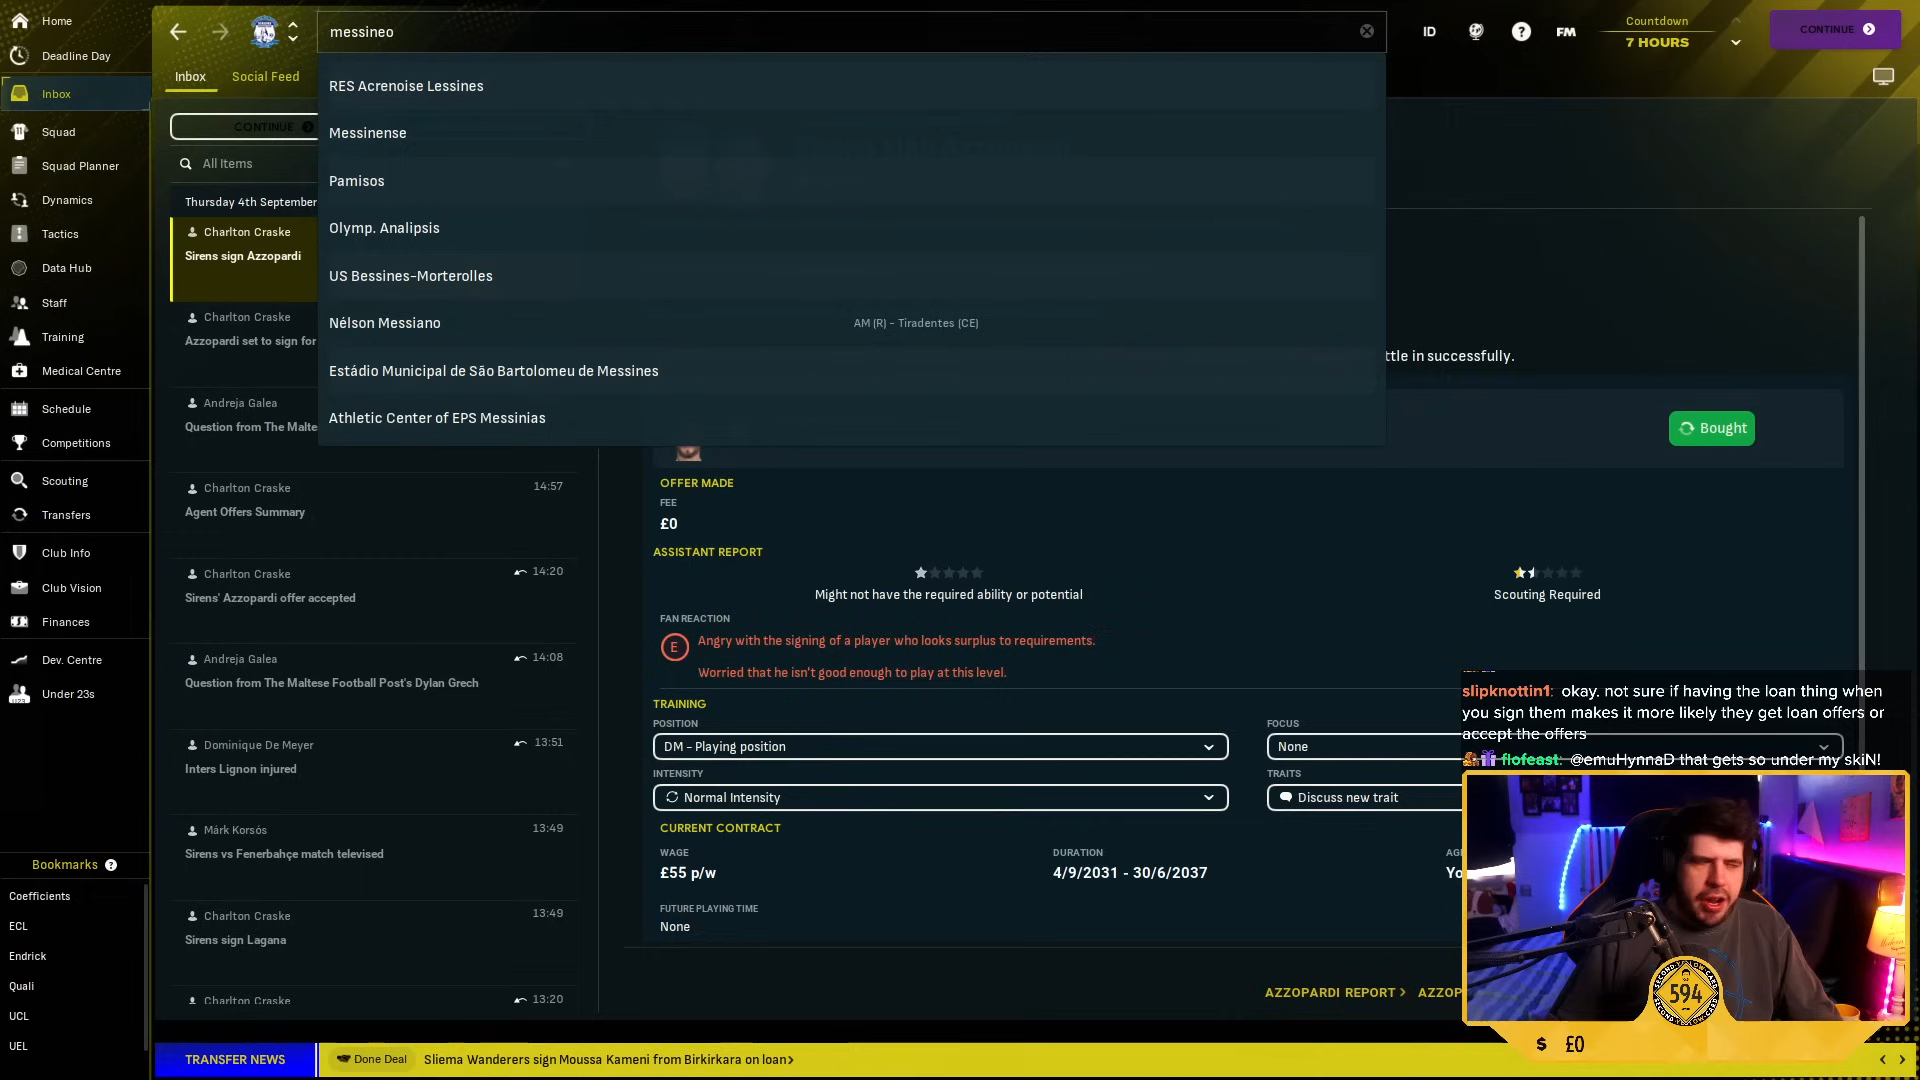 Home
Deadline Day
Inbox
Squad
Squad Planner
Dynamics
Tactics
Data Hub
Staff
Training
Medical Centre
Schedule
Competitions
Scouting
Transfers
Club Info
Club Vision
Finances
Dev. Centre
Under 23s
Bookmarks ?
Coefficients
ECL
Endrick
Quali
UCL
UEL
messineo
ID
?
FM
Countdown
7 HOURS
CONTINUE
Inbox
Social Feed
RES Acrenoise Lessines
Messinense
Pamisos
Olymp. Analipsis
US Bessines-Morterolles
Nélson Messiano
AM (R) - Tiradentes (CE)
Estádio Municipal de São Bartolomeu de Messines
Athletic Center of EPS Messinias
CONTINUE
All Items
Thursday 4th September
Charlton Craske
Sirens sign Azzopardi
Charlton Craske
Azzopardi set to sign for
Andreja Galea
Question from The Malte
Charlton Craske
14:57
Agent Offers Summary
Charlton Craske
14:20
Sirens' Azzopardi offer accepted
Andreja Galea
14:08
Question from The Maltese Football Post's Dylan Grech
Dominique De Meyer
13:51
Inters Lignon injured
Márk Korsós
13:49
Sirens vs Fenerbahçe match televised
Charlton Craske
13:49
Sirens sign Lagana
Charlton Craske
13:20
ttle in successfully.
Bought
OFFER MADE
FEE
£0
ASSISTANT REPORT
Might not have the required ability or potential
Scouting Required
FAN REACTION
E
Angry with the signing of a player who looks surplus to requirements.
Worried that he isn't good enough to play at this level.
TRAINING
POSITION
DM - Playing position
FOCUS
None
INTENSITY
Normal Intensity
TRAITS
Discuss new trait
CURRENT CONTRACT
WAGE
£55 p/w
DURATION
4/9/2031 - 30/6/2037
AG
Yo
FUTURE PLAYING TIME
None
AZZOPARDI REPORT >
AZZOP
slipknottin1: okay. not sure if having the loan thing when
you sign them makes it more likely they get loan offers or
accept the offers
flofeast: @emuHynnaD that gets so under my skiN!
SECOND YELLOW CARD
594
$ £0
TRANSFER NEWS
Done Deal
Sliema Wanderers sign Moussa Kameni from Birkirkara on loan>